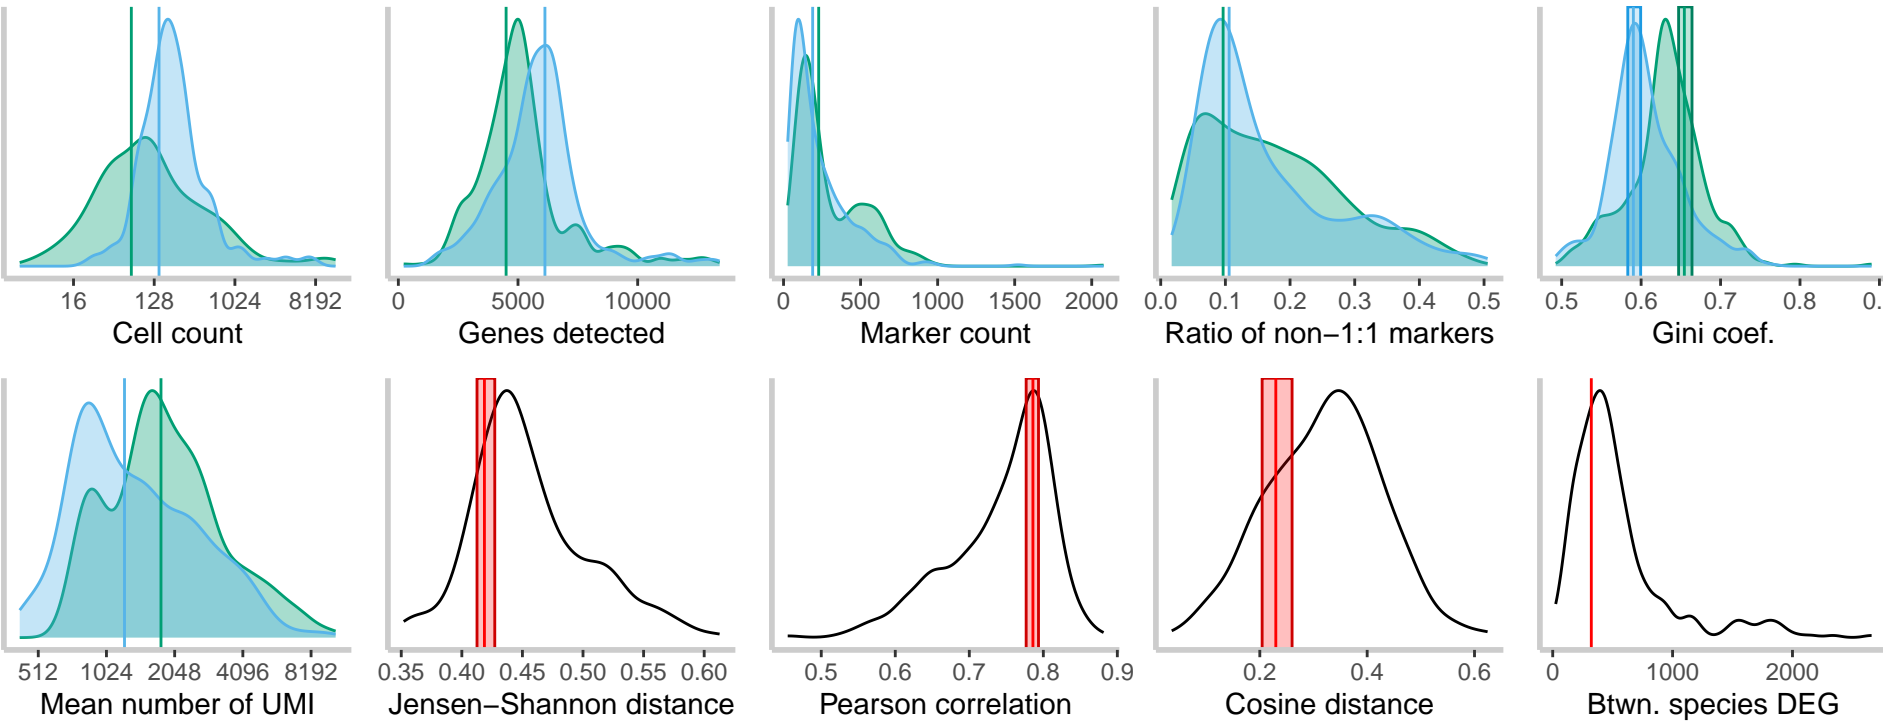 16 128 1024 8192
Cell count
0 5000 10000
Genes detected
0 500 1000 1500 2000
Marker count
0.0 0.1 0.2 0.3 0.4 0.5
Ratio of non−1:1 markers
0.5 0.6 0.7 0.8 0.
Gini coef.
512 1024 2048 4096 8192
Mean number of UMI
0.35 0.40 0.45 0.50 0.55 0.60
Jensen−Shannon distance
0.5 0.6 0.7 0.8 0.9
Pearson correlation
0.2 0.4 0.6
Cosine distance
0 1000 2000
Btwn. species DEG